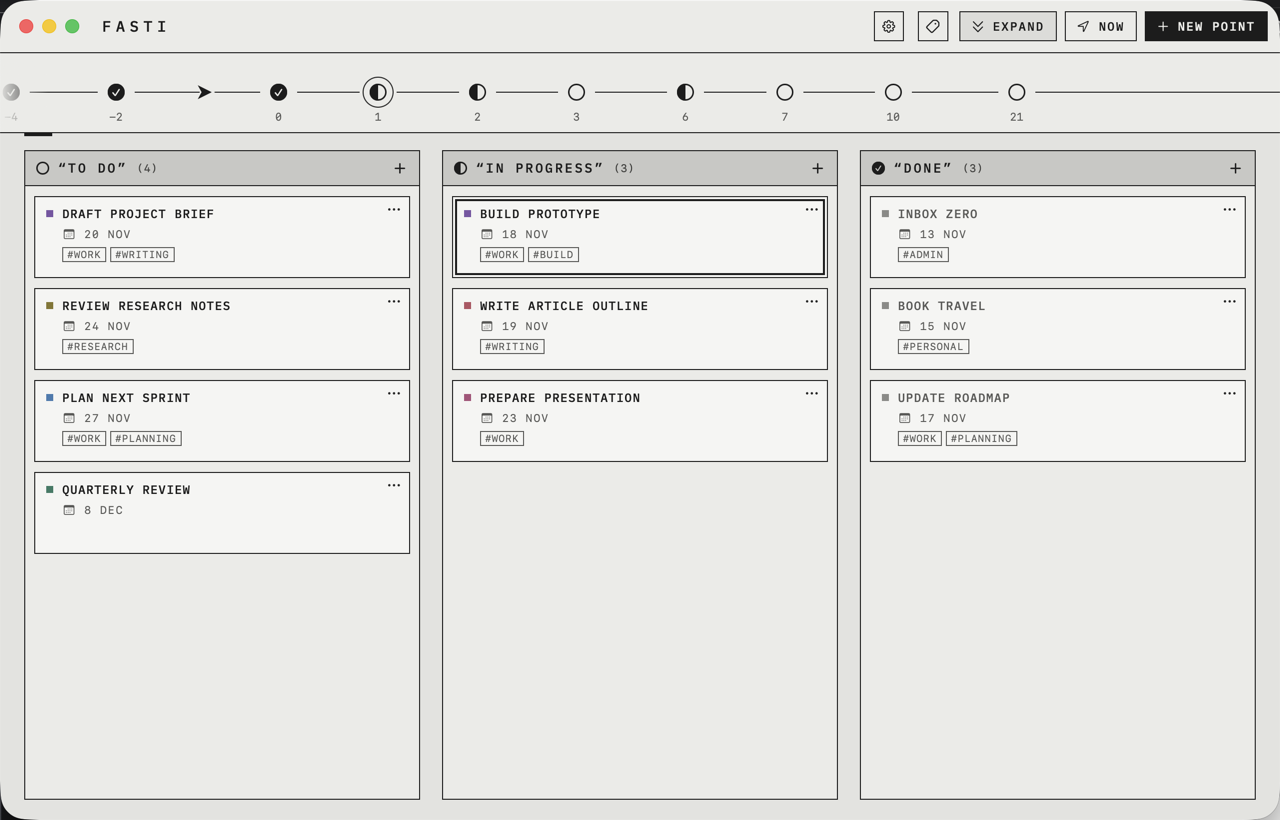 FASTI
EXPAND
NOW
+ NEW POINT
−4
−2
0
1
2
3
6
7
10
21
“TO DO” (4)
DRAFT PROJECT BRIEF
20 NOV
#WORK #WRITING
REVIEW RESEARCH NOTES
24 NOV
#RESEARCH
PLAN NEXT SPRINT
27 NOV
#WORK #PLANNING
QUARTERLY REVIEW
8 DEC
“IN PROGRESS” (3)
BUILD PROTOTYPE
18 NOV
#WORK #BUILD
WRITE ARTICLE OUTLINE
19 NOV
#WRITING
PREPARE PRESENTATION
23 NOV
#WORK
“DONE” (3)
INBOX ZERO
13 NOV
#ADMIN
BOOK TRAVEL
15 NOV
#PERSONAL
UPDATE ROADMAP
17 NOV
#WORK #PLANNING